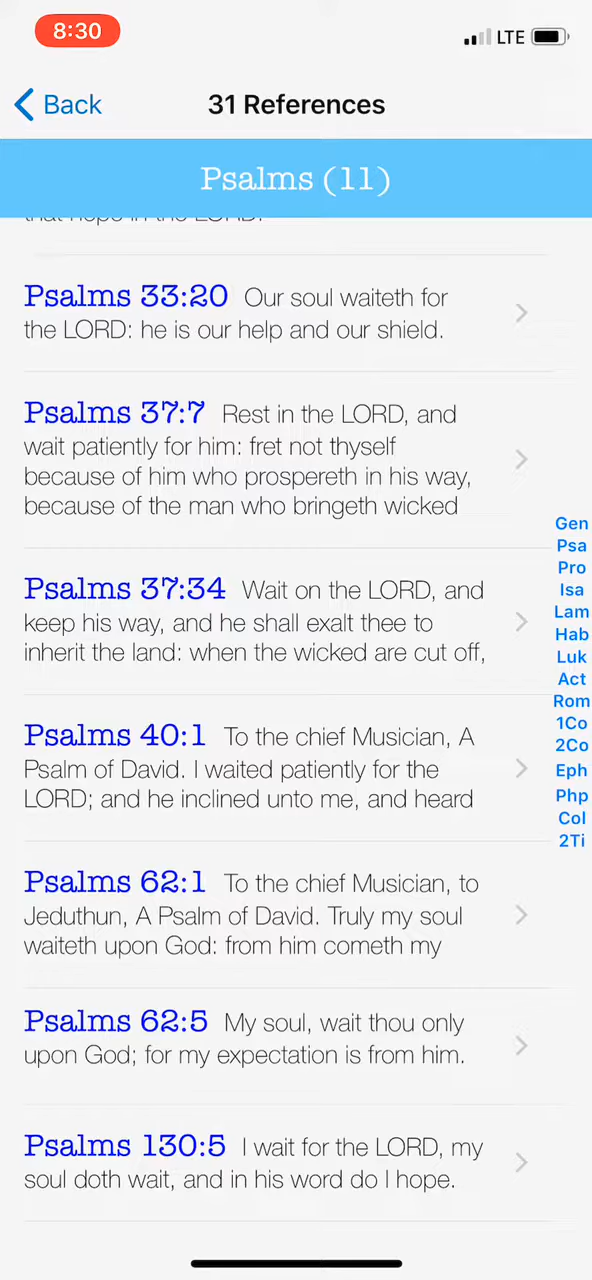 8:30
LTE
Back
31 References
Psalms (11)
that hope in the LORD.
Psalms 33:20 Our soul waiteth for
the LORD: he is our help and our shield.
Psalms 37:7 Rest in the LORD, and
wait patiently for him: fret not thyself
because of him who prospereth in his way,
because of the man who bringeth wicked
Psalms 37:34 Wait on the LORD, and
keep his way, and he shall exalt thee to
inherit the land: when the wicked are cut off,
Psalms 40:1 To the chief Musician, A
Psalm of David. I waited patiently for the
LORD; and he inclined unto me, and heard
Psalms 62:1 To the chief Musician, to
Jeduthun, A Psalm of David. Truly my soul
waiteth upon God: from him cometh my
Psalms 62:5 My soul, wait thou only
upon God; for my expectation is from him.
Psalms 130:5 I wait for the LORD, my
soul doth wait, and in his word do I hope.
Gen
Psa
Pro
Isa
Lam
Hab
Luk
Act
Rom
1Co
2Co
Eph
Php
Col
2Ti